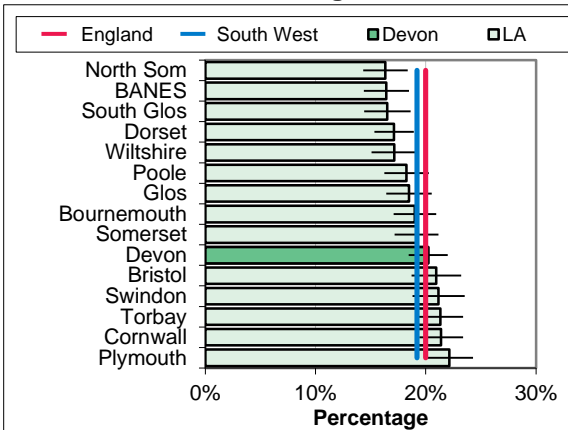 England South West Devon LA
North Som
BANES
South Glos
Dorset
Wiltshire
Poole
Glos
Bournemouth
Somerset
Devon
Bristol
Swindon
Torbay
Cornwall
Plymouth
0% 10% 20% 30%
Percentage